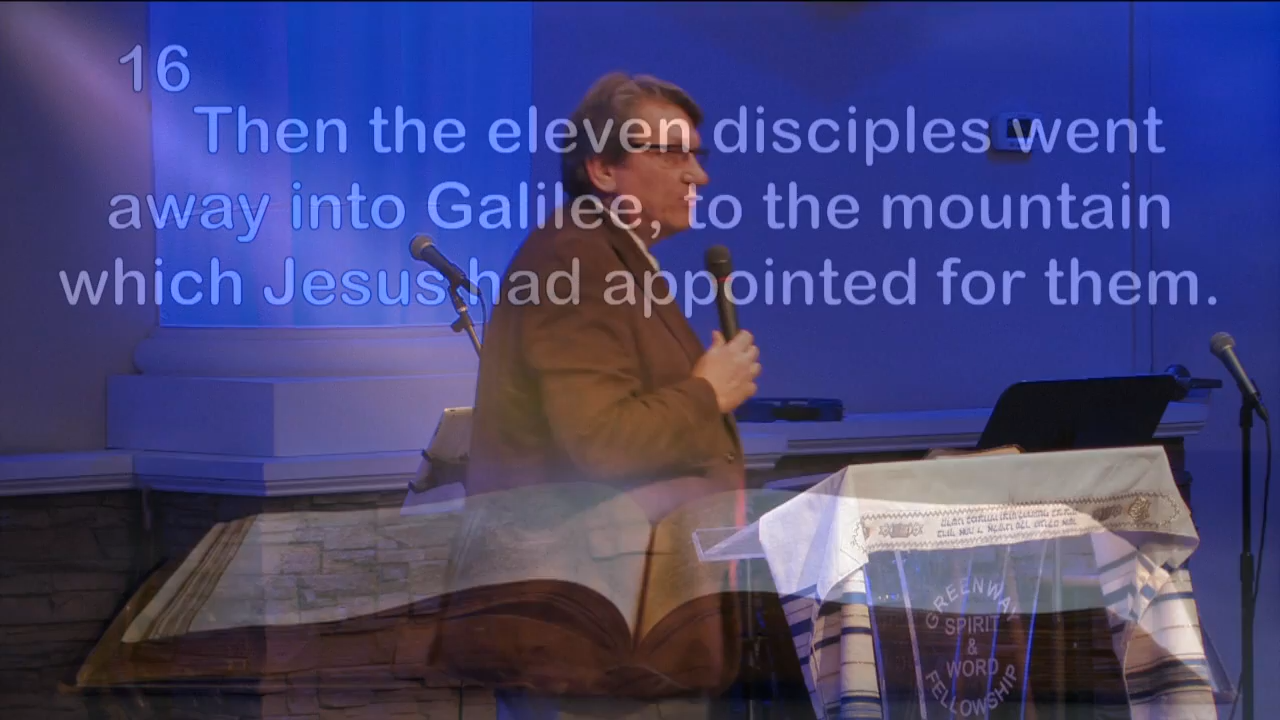 16
Then the eleven disciples went
away into Galilee, to the mountain
which Jesus had appointed for them.
GREENWAY
SPIRIT
&
WORD
FELLOWSHIP